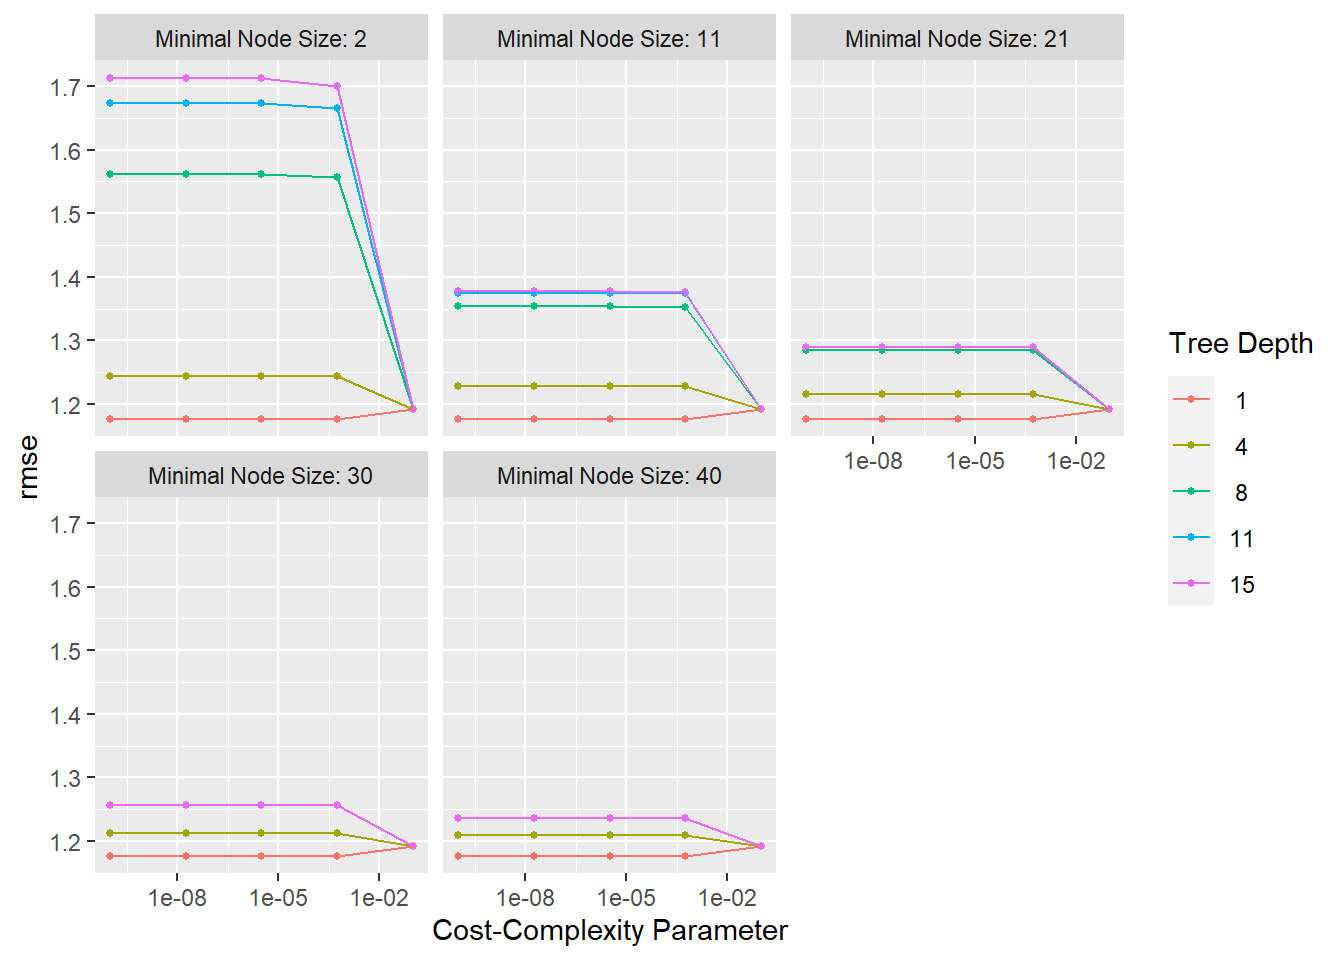 Minimal Node Size: 2
Minimal Node Size: 11
Minimal Node Size: 21
1.7
1.6
1.5
1.4
1.3
1.2
1e-08
1e-05
1e-02
Minimal Node Size: 30
Minimal Node Size: 40
1.7
1.6
1.5
1.4
1.3
1.2
1e-08
1e-05
1e-02
1e-08
1e-05
1e-02
rmse
Cost-Complexity Parameter
Tree Depth
1
4
8
11
15